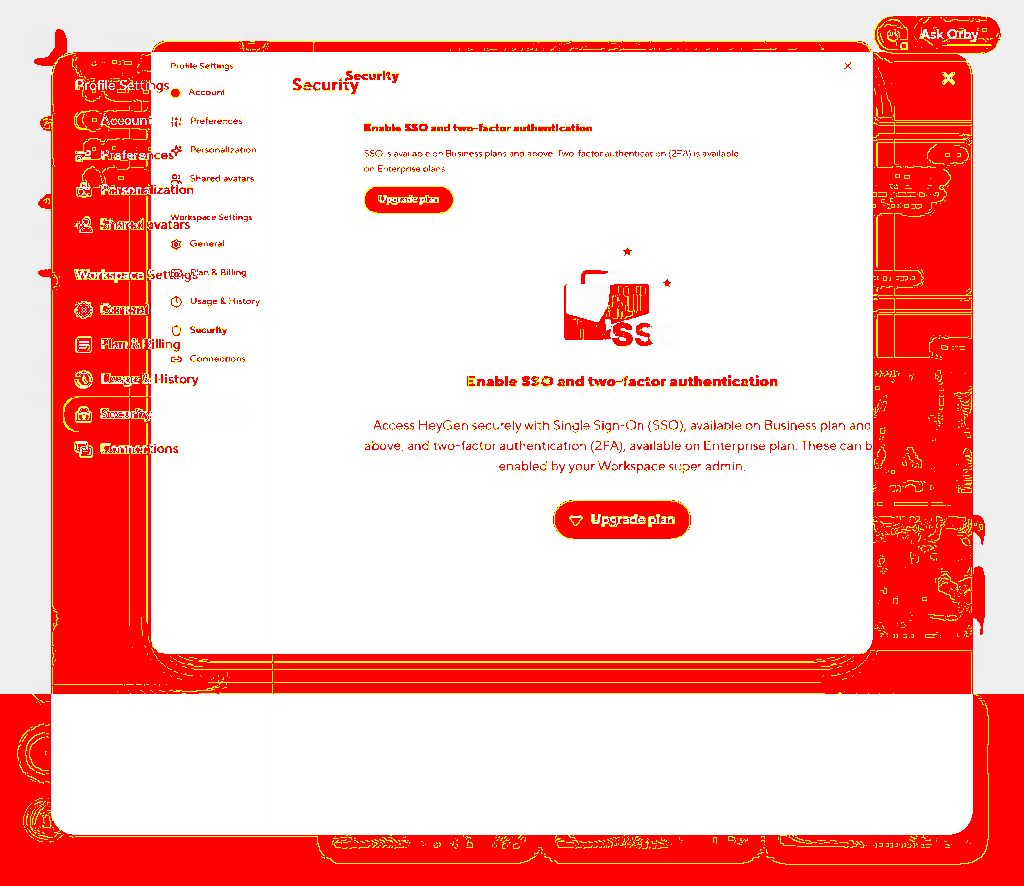 Ask Orby
Profile Settings
Account
Preferences
Personalization
Shared avatars
Workspace Settings
General
Plan & Billing
Usage & History
Security
Connections
Profile Settings
Account
Preferences
Personalization
Shared avatars
Workspace Settings
General
Plan & Billing
Usage & History
Security
Connections
Security
Security
Enable SSO and two-factor authentication
SSO is available on Business plans and above. Two-factor authentication (2FA) is available
on Enterprise plans.
Upgrade plan
SSO
Enable SSO and two-factor authentication
Access HeyGen securely with Single Sign-On (SSO), available on Business plan and
above, and two-factor authentication (2FA), available on Enterprise plan. These can b
enabled by your Workspace super admin.
Upgrade plan